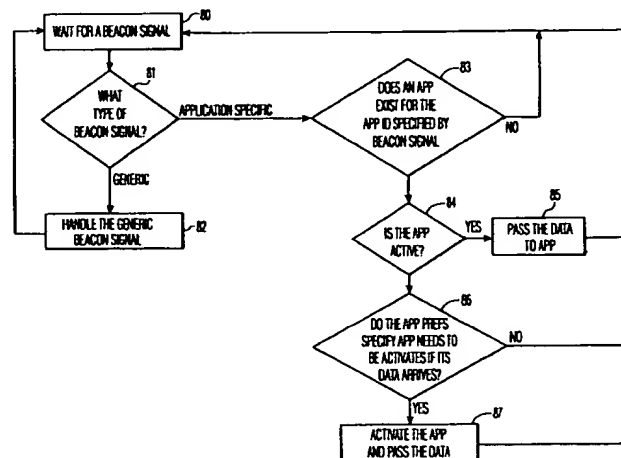 80
WAIT FOR A BEACON SIGNAL
81
WHAT
TYPE OF
BEACON SIGNAL?
APPLICATION SPECIFIC
GENERIC
HANDLE THE GENERIC
BEACON SIGNAL
82
83
DOES AN APP
EXIST FOR THE
APP ID SPECIFIED BY
BEACON SIGNAL
NO
84
IS THE APP
ACTIVE?
YES
85
PASS THE DATA
TO APP
86
DO THE APP PREFS
SPECIFY APP NEEDS TO
BE ACTIVATES IF ITS
DATA ARRIVES?
NO
YES
87
ACTIVATE THE APP
AND PASS THE DATA